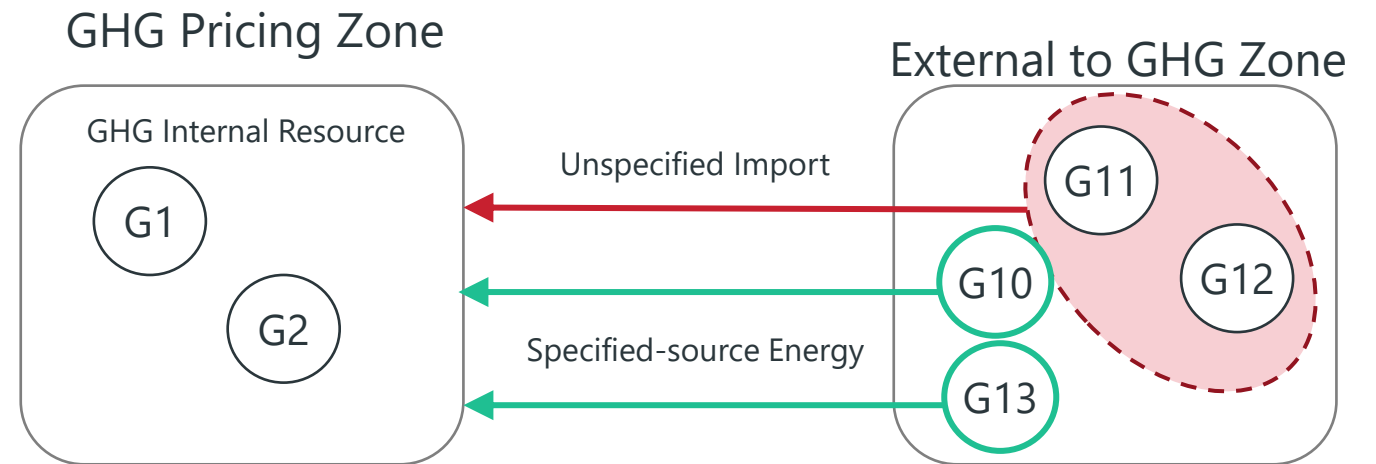 GHG Pricing Zone
External to GHG Zone
GHG Internal Resource
Unspecified Import
G11
G1
G10
G12
G2
Specified-source Energy
G13